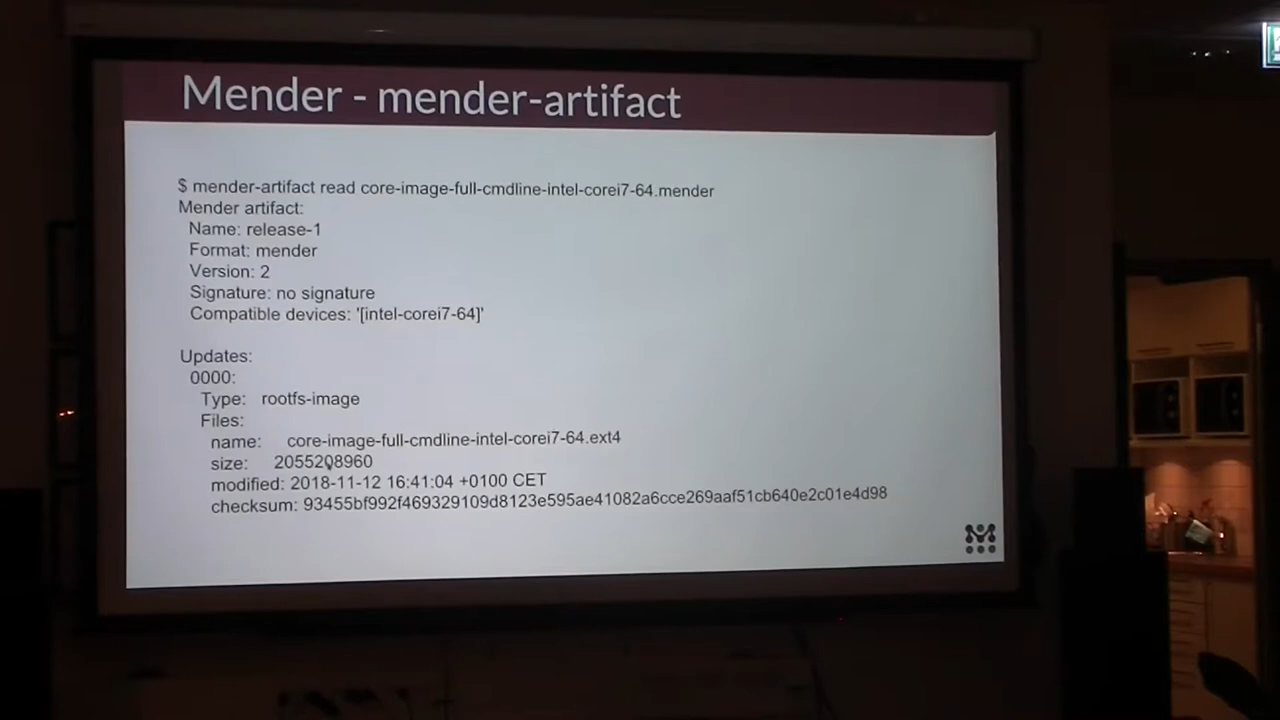 Mender - mender-artifact
$ mender-artifact read core-image-full-cmdline-intel-corei7-64.mender
Mender artifact:
Name: release-1
Format: mender
Version: 2
Signature: no signature
Compatible devices: '[intel-corei7-64]'
Updates:
0000:
Type: rootfs-image
Files:
name: core-image-full-cmdline-intel-corei7-64.ext4
size: 2055208960
modified: 2018-11-12 16:41:04 +0100 CET
checksum: 93455bf992f469329109d8123e595ae41082a6cce269aaf51cb640e2c01e4d98